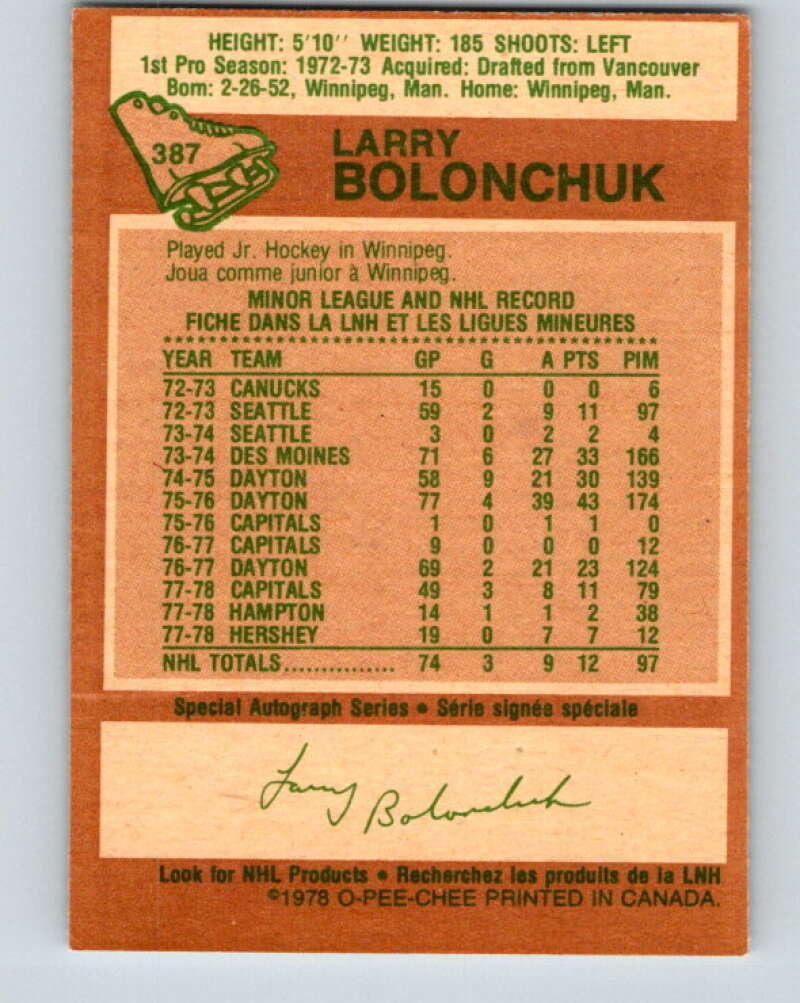 HEIGHT: 5'10'' WEIGHT: 185 SHOOTS: LEFT
1st Pro Season: 1972-73 Acquired: Drafted from Vancouver
Born: 2-26-52, Winnipeg, Man. Home: Winnipeg, Man.
387
LARRY
BOLONCHUK
Played Jr. Hockey in Winnipeg.
Joua comme junior à Winnipeg.
MINOR LEAGUE AND NHL RECORD
FICHE DANS LA LNH ET LES LIGUES MINEURES
YEAR TEAM GP G A PTS PIM
72-73 CANUCKS 15 0 0 0 6
72-73 SEATTLE 59 2 9 11 97
73-74 SEATTLE 3 0 2 2 4
73-74 DES MOINES 71 6 27 33 166
74-75 DAYTON 58 9 21 30 139
75-76 DAYTON 77 4 39 43 174
75-76 CAPITALS 1 0 1 1 0
76-77 CAPITALS 9 0 0 0 12
76-77 DAYTON 69 2 21 23 124
77-78 CAPITALS 49 3 8 11 79
77-78 HAMPTON 14 1 1 2 38
77-78 HERSHEY 19 0 7 7 12
NHL TOTALS............... 74 3 9 12 97
Special Autograph Series • Série signée spéciale
Larry Bolonchuk
Look for NHL Products • Recherchez les produits de la LNH
©1978 O-PEE-CHEE PRINTED IN CANADA.